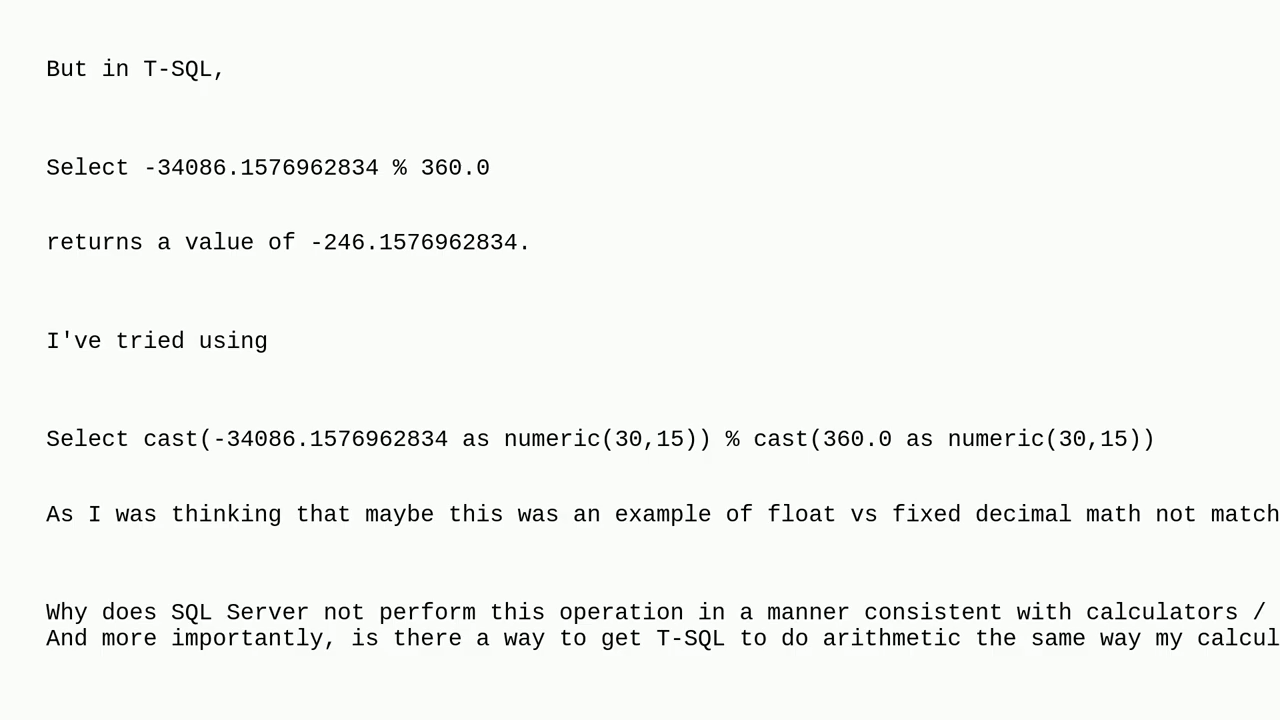 But in T-SQL,
Select -34086.1576962834 % 360.0
returns a value of -246.1576962834.
I've tried using
Select cast(-34086.1576962834 as numeric(30,15)) % cast(360.0 as numeric(30,15))
As I was thinking that maybe this was an example of float vs fixed decimal math not match
Why does SQL Server not perform this operation in a manner consistent with calculators /
And more importantly, is there a way to get T-SQL to do arithmetic the same way my calcul